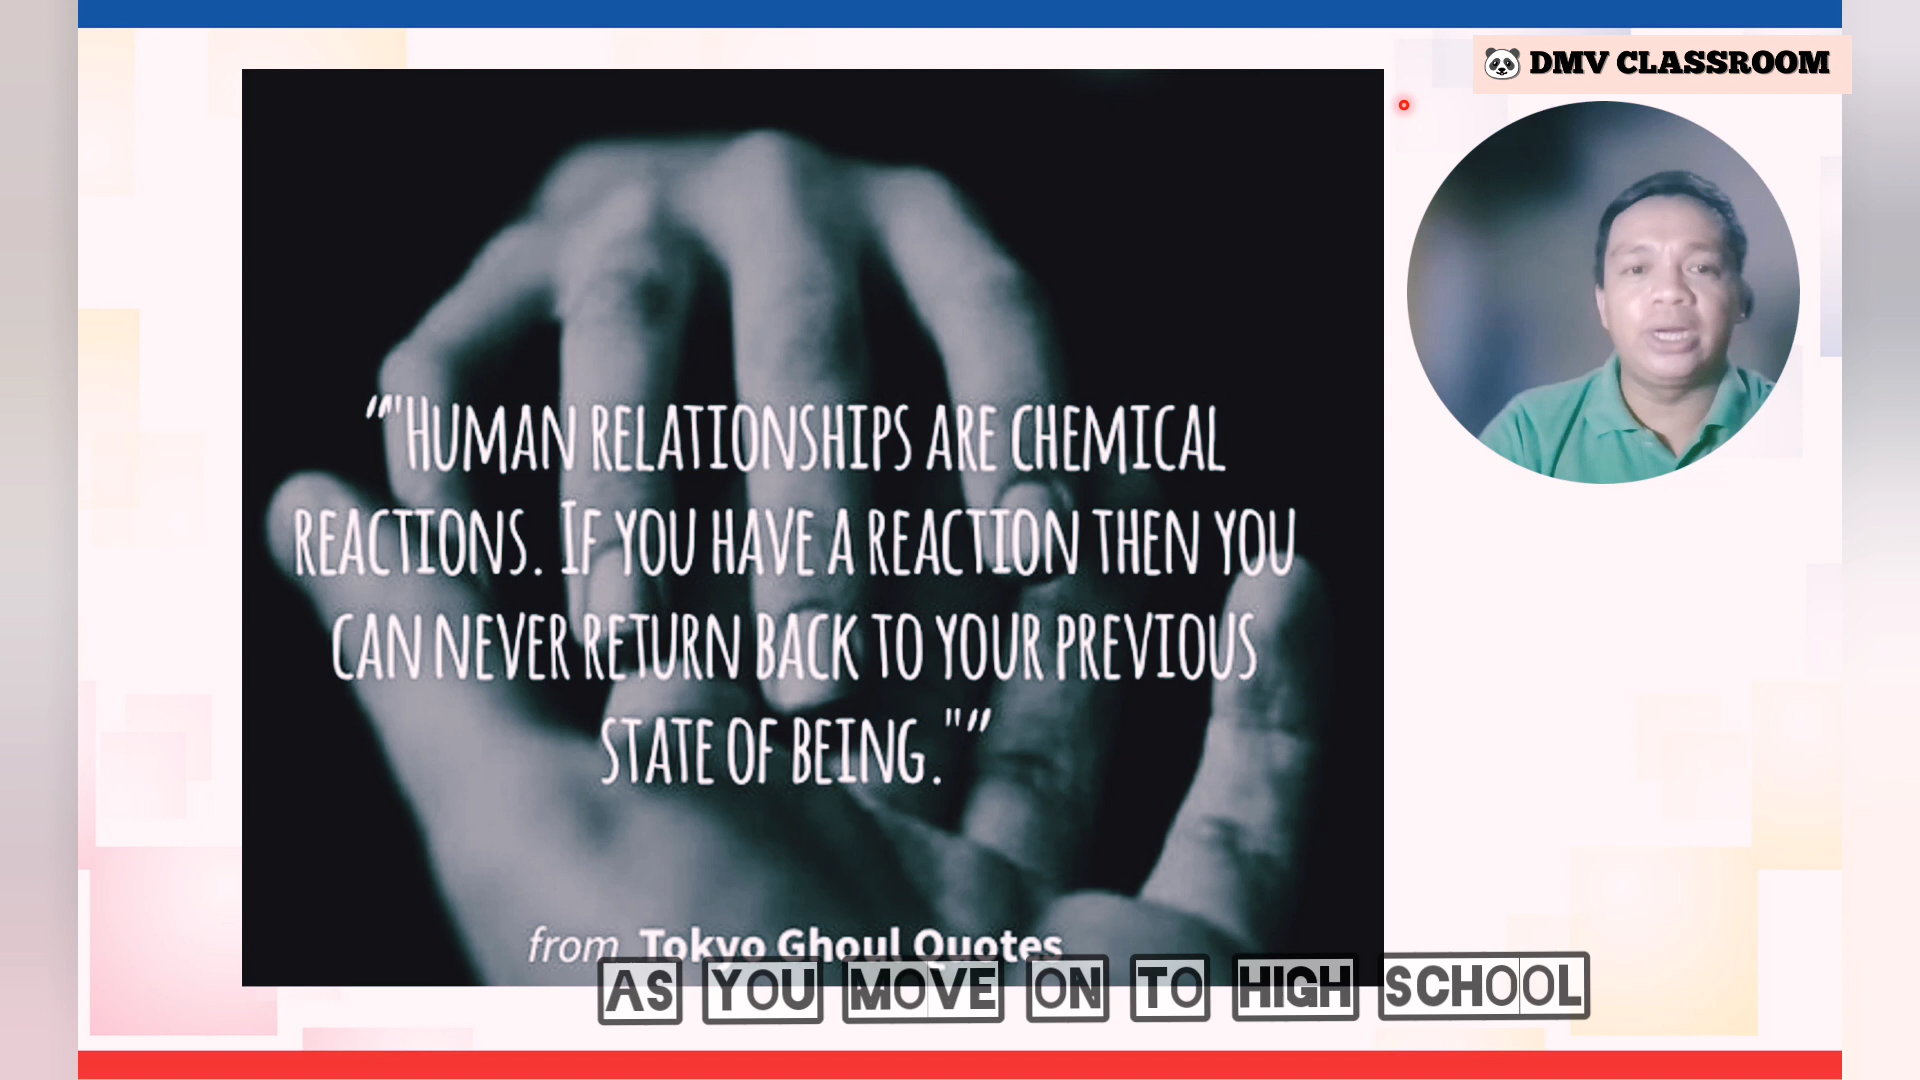 DMV CLASSROOM
“"HUMAN RELATIONSHIPS ARE CHEMICAL
REACTIONS. IF YOU HAVE A REACTION THEN YOU
CAN NEVER RETURN BACK TO YOUR PREVIOUS
STATE OF BEING."”
from Tokyo Ghoul Quotes
AS YOU MOVE ON TO HIGH SCHOOL